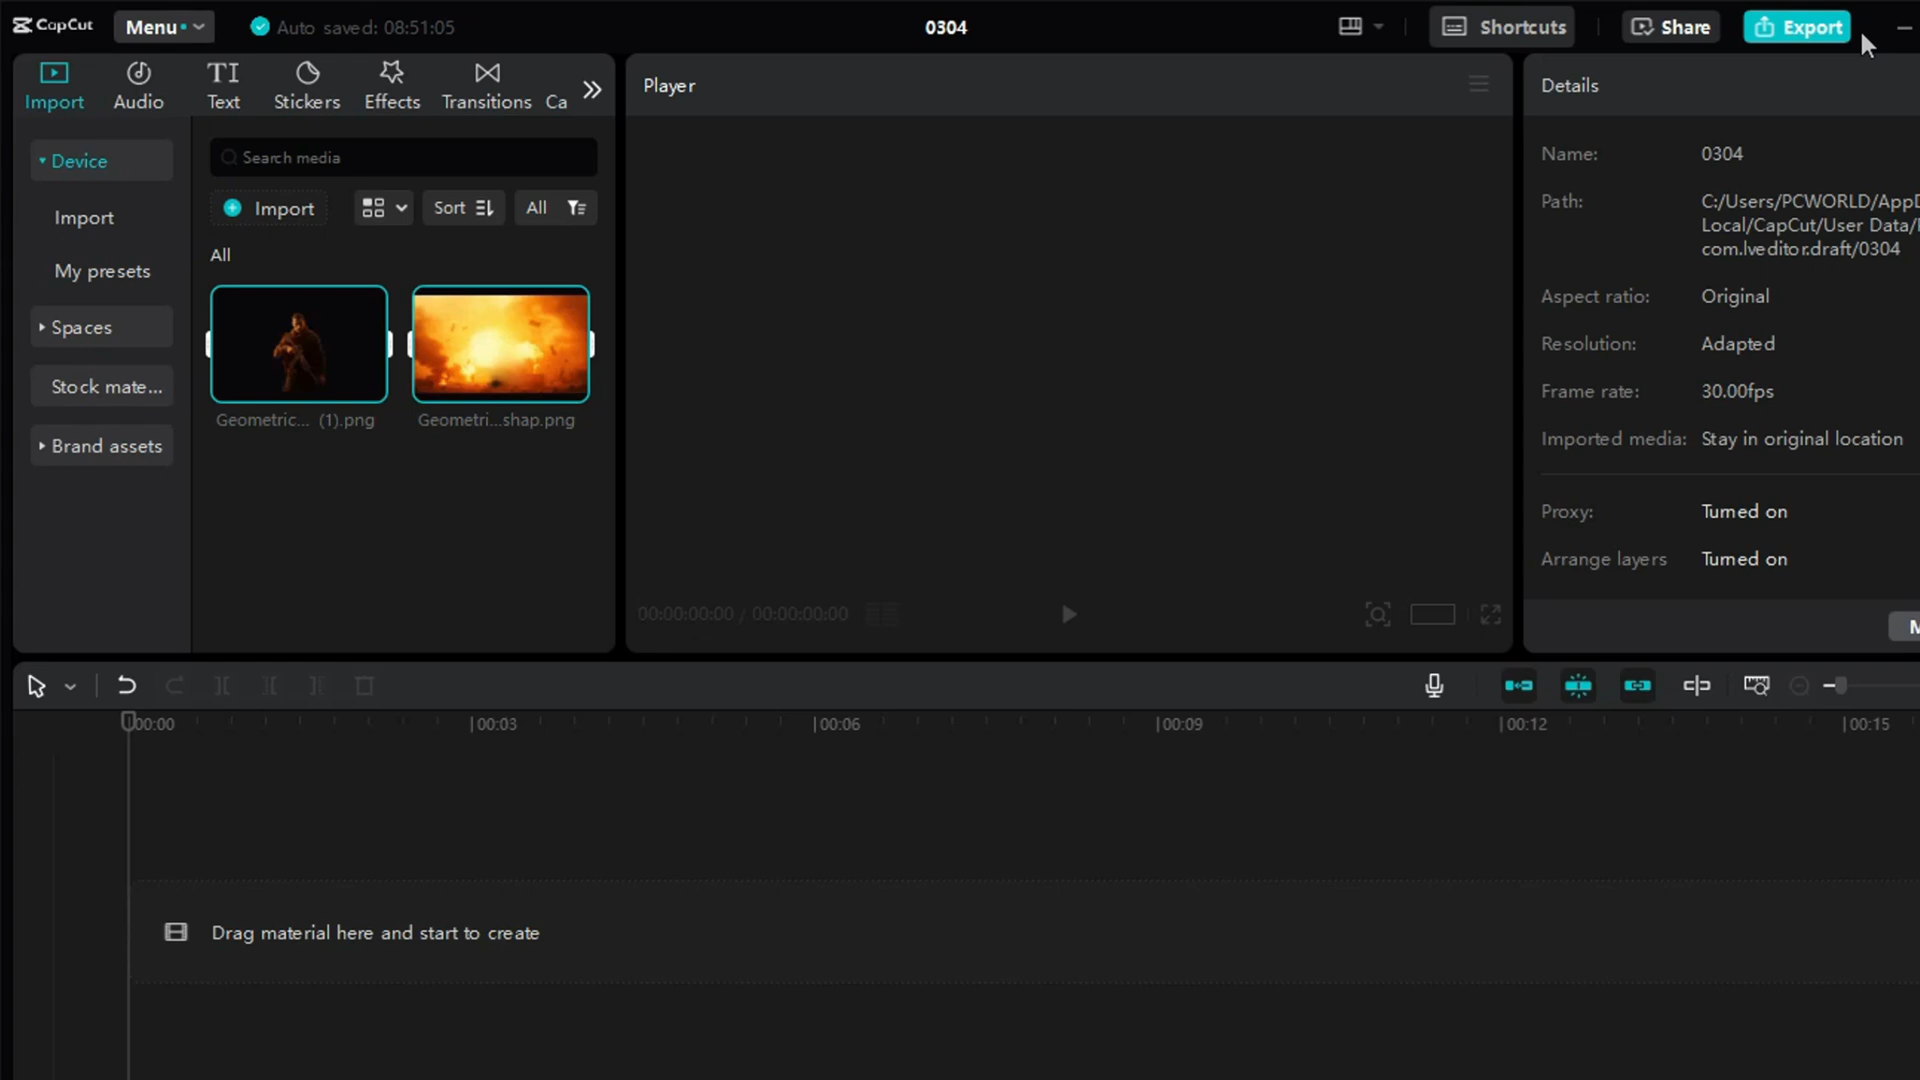 CapCut
Menu
Auto saved: 08:51:05
0304
Shortcuts
Share
Export
Import
Audio
TI
Text
Stickers
Effects
Transitions
Ca
Player
Details
Device
Search media
Import
Import
Sort
All
My presets
All
Spaces
Stock mate...
Brand assets
Geometric... (1).png
Geometri...shap.png
Name: 0304
Path: C:/Users/PCWORLD/AppD
Local/CapCut/User Data/
com.lveditor.draft/0304
Aspect ratio: Original
Resolution: Adapted
Frame rate: 30.00fps
Imported media: Stay in original location
Proxy: Turned on
Arrange layers Turned on
00:00:00:00 / 00:00:00:00
M
00:00 00:03 00:06 00:09 00:12 00:15
Drag material here and start to create